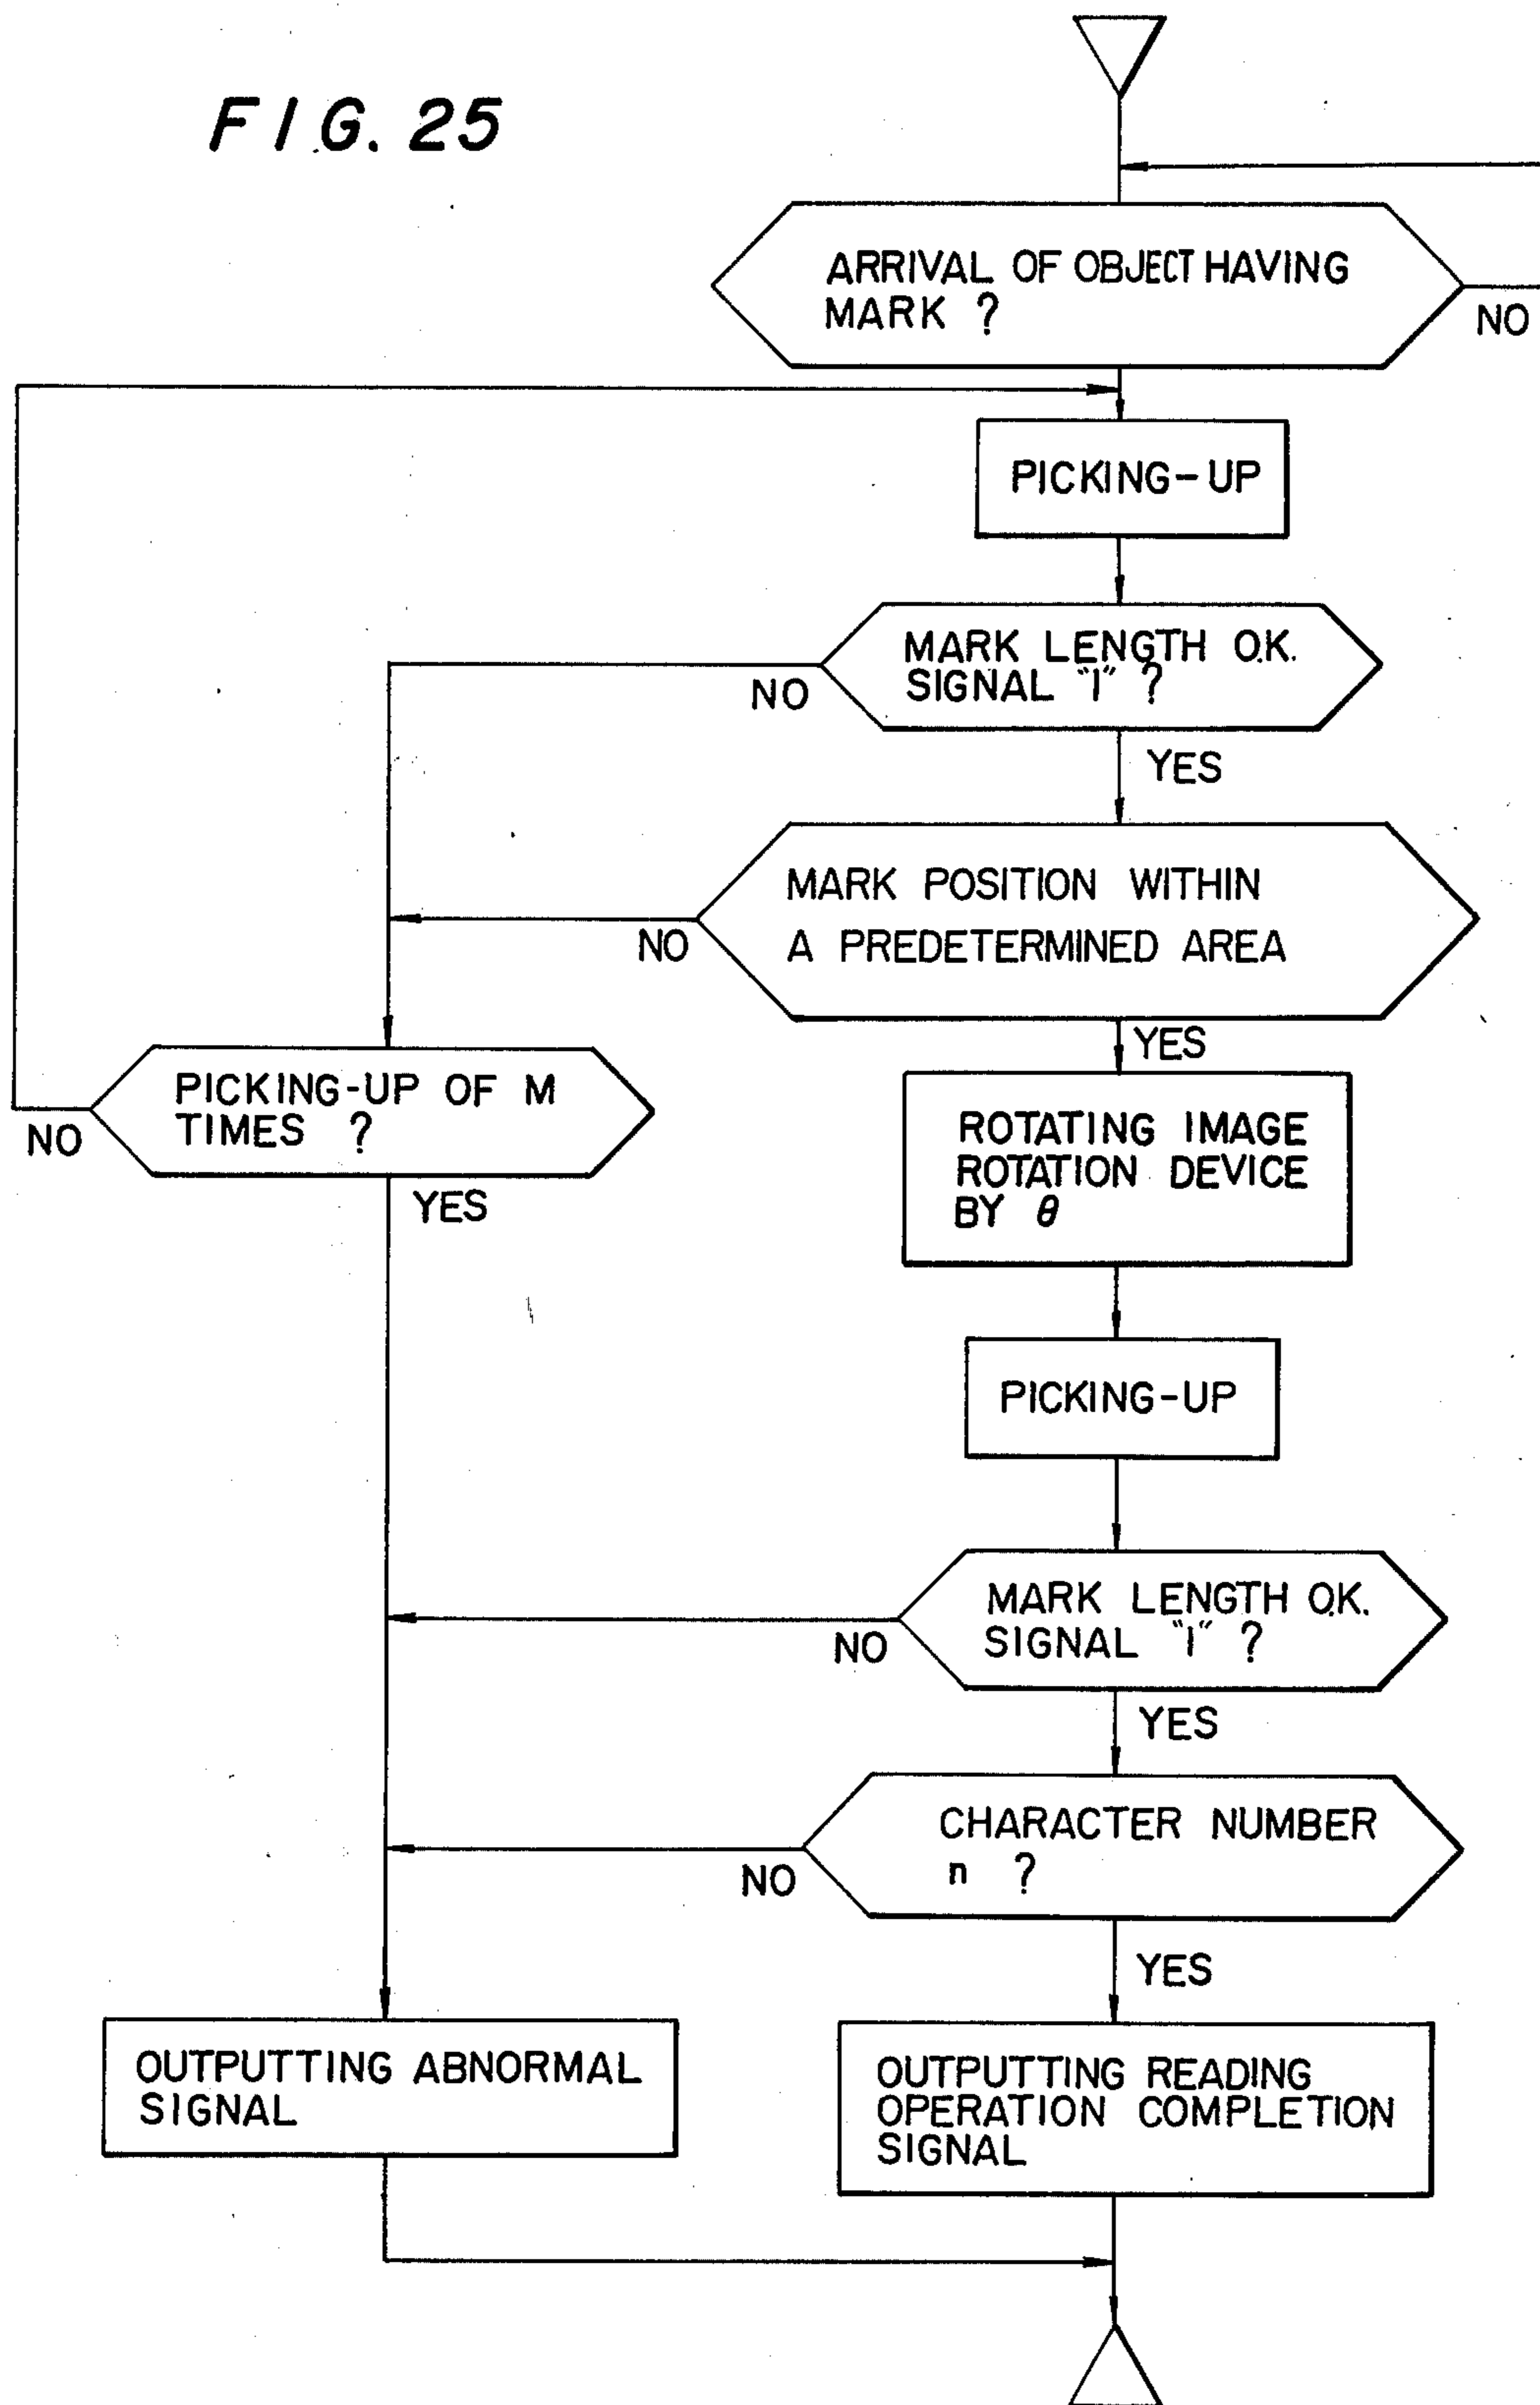 FIG. 25
ARRIVAL OF OBJECT HAVING
MARK ?
NO
PICKING-UP
MARK LENGTH O.K.
SIGNAL "1" ?
NO
YES
MARK POSITION WITHIN
A PREDETERMINED AREA
NO
YES
PICKING-UP OF M
TIMES ?
NO
YES
ROTATING IMAGE
ROTATION DEVICE
BY θ
PICKING-UP
MARK LENGTH O.K.
SIGNAL "1" ?
NO
YES
CHARACTER NUMBER
n ?
NO
YES
OUTPUTTING ABNORMAL
SIGNAL
OUTPUTTING READING
OPERATION COMPLETION
SIGNAL